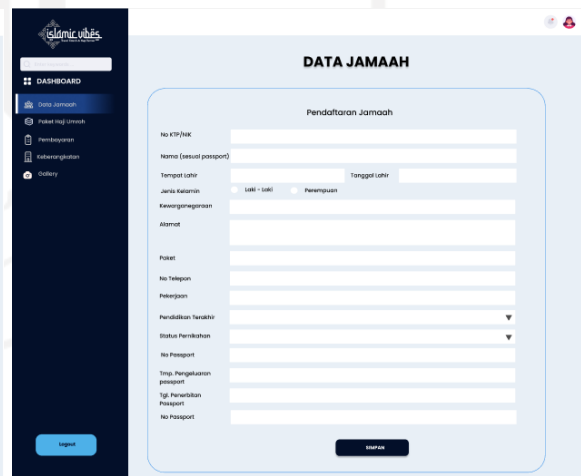 islamic vibes
DATA JAMAAH
DASHBOARD
Data Jamaah
Paket Haji Umroh
Pembayaran
Keberangkatan
Gallery
Logout
Pendaftaran Jamaah
No KTP/NIK
Nama (sesuai passport)
Tempat Lahir
Tanggal Lahir
Jenis Kelamin
Laki - Laki
Perempuan
Kewarganegaraan
Alamat
Paket
No Telepon
Pekerjaan
Pendidikan Terakhir
Status Pernikahan
No Passport
Tmp. Pengeluaran
passport
Tgl. Penerbitan
Passport
No Passport
SIMPAN